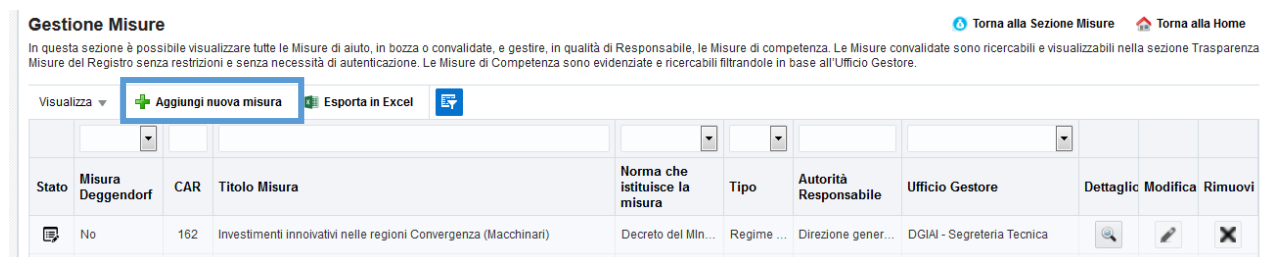 Gestione Misure
Torna alla Sezione Misure
Torna alla Home
In questa sezione è possibile visualizzare tutte le Misure di aiuto, in bozza o convalidate, e gestire, in qualità di Responsabile, le Misure di competenza. Le Misure convalidate sono ricercabili e visualizzabili nella sezione Trasparenza
Misure del Registro senza restrizioni e senza necessità di autenticazione. Le Misure di Competenza sono evidenziate e ricercabili filtrandole in base all'Ufficio Gestore.
Visualizza Aggiungi nuova misura Esporta in Excel
Stato
Misura
Deggendorf
CAR
Titolo Misura
Norma che
istituisce la
misura
Tipo
Autorità
Responsabile
Ufficio Gestore
Dettaglio
Modifica
Rimuovi
No 162 Investimenti innoivativi nelle regioni Convergenza (Macchinari) Decreto del MIn... Regime ... Direzione gener... DGIAI - Segreteria Tecnica